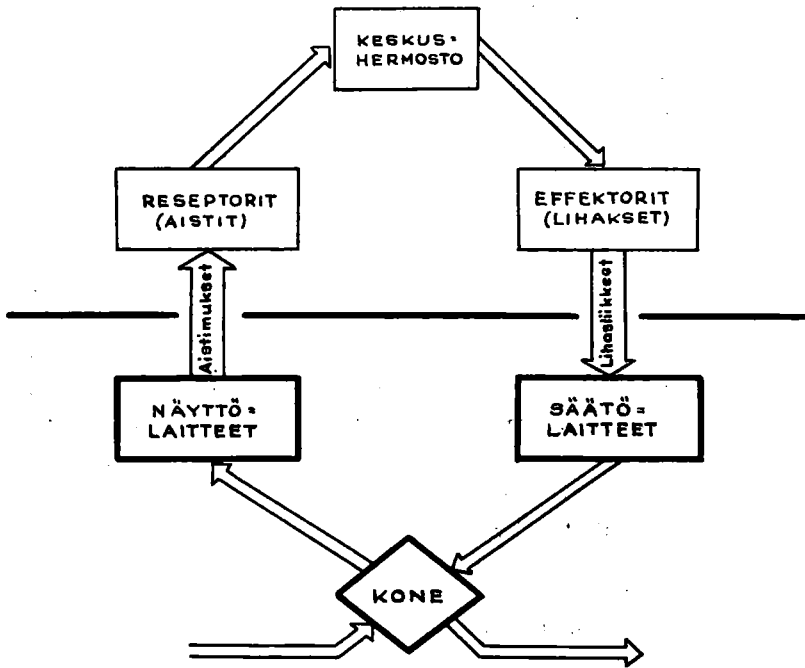 KESKUS=
HERMOSTO
RESEPTORIT
(AISTIT)
EFFEKTORIT
(LIHAKSET)
Aistimukset
Lihasliikkeet
NÄYTTÖ=
LAITTEET
SÄÄTÖ=
LAITTEET
KONE